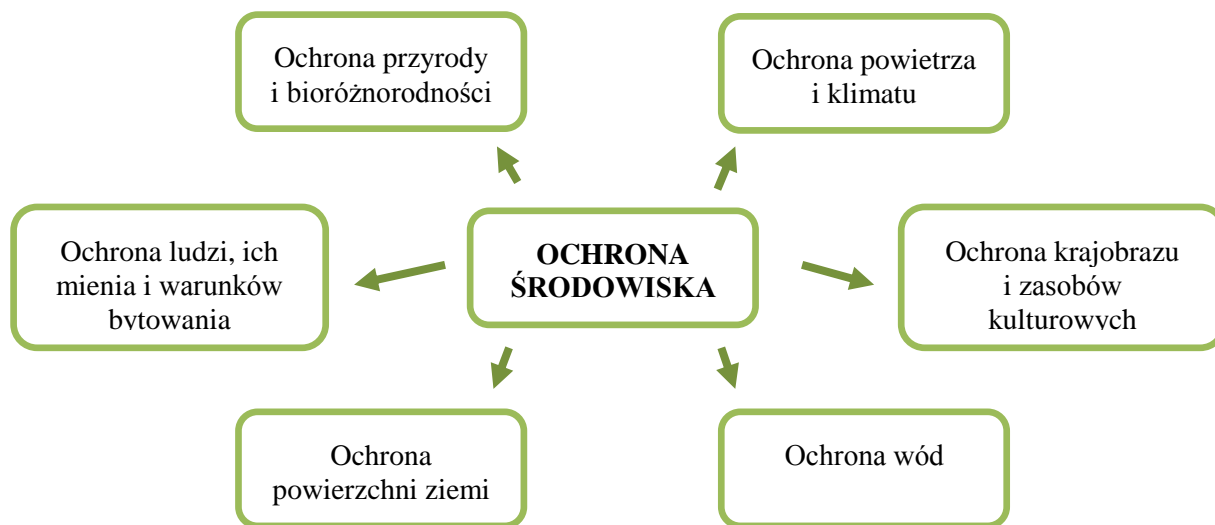 Ochrona przyrody
i bioróżnorodności
Ochrona powietrza
i klimatu
Ochrona ludzi, ich
mienia i warunków
bytowania
OCHRONA
ŚRODOWISKA
Ochrona krajobrazu
i zasobów
kulturowych
Ochrona
powierzchni ziemi
Ochrona wód